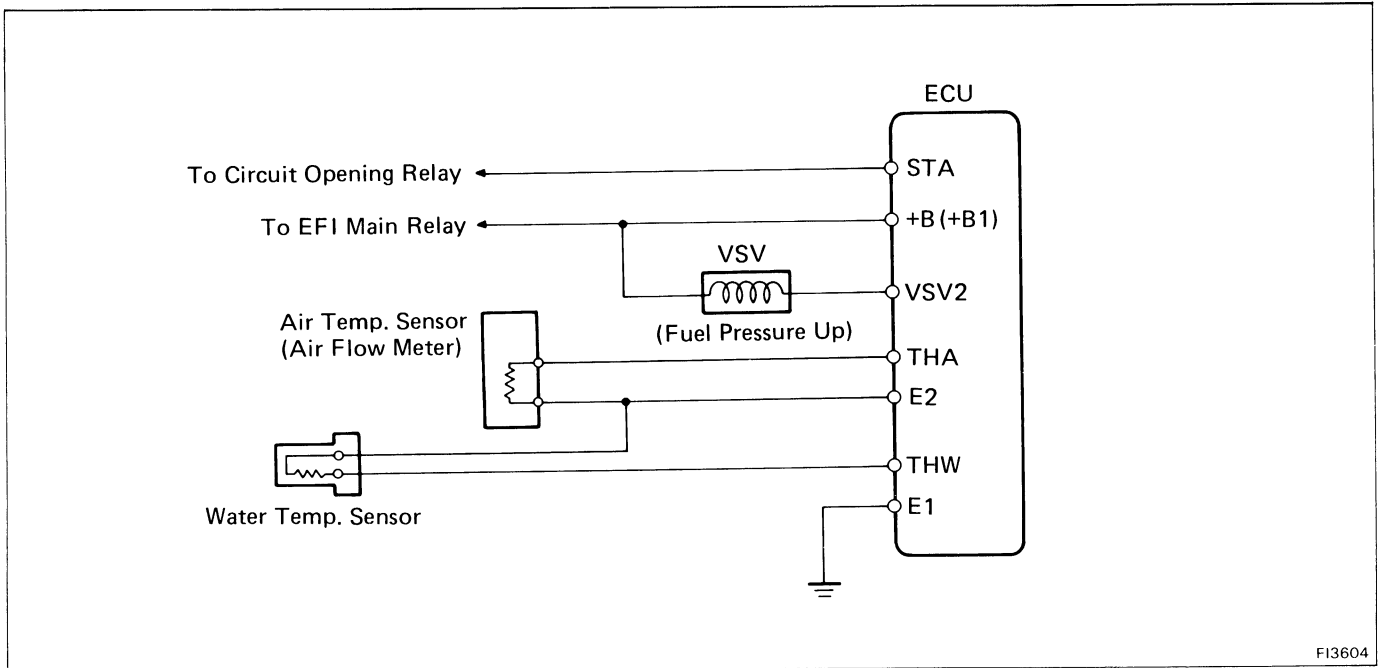 ECU
To Circuit Opening Relay
STA
To EFI Main Relay
+B (+B1)
VSV
VSV2
(Fuel Pressure Up)
Air Temp. Sensor
(Air Flow Meter)
THA
E2
THW
Water Temp. Sensor
E1
FI3604